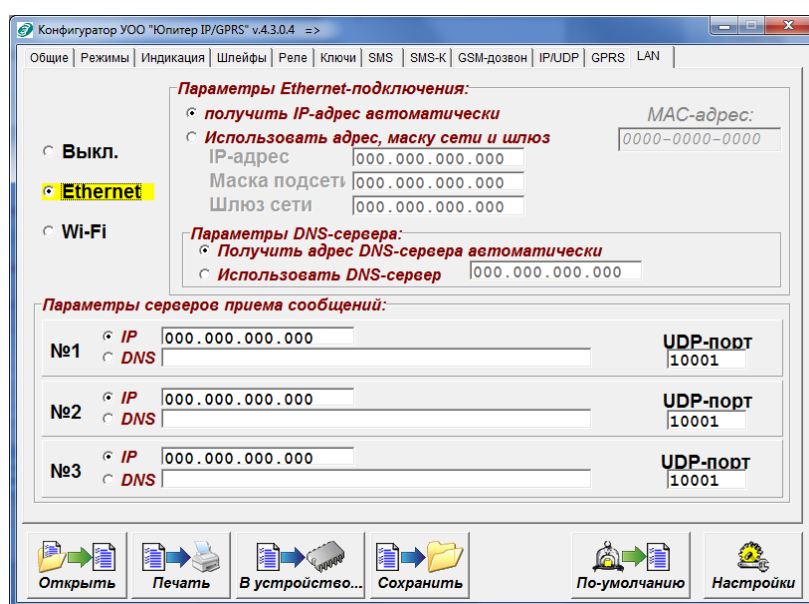 Конфигуратор УОО "Юпитер IP/GPRS" v.4.3.0.4 =>
Общие Режимы Индикация Шлейфы Реле Ключи SMS SMS-К GSM-дозвон IP/UDP GPRS LAN
Параметры Ethernet-подключения:
получить IP-адрес автоматически
MAC-адрес:
Использовать адрес, маску сети и шлюз
0000-0000-0000
Выкл.
IP-адрес 000.000.000.000
Ethernet
Маска подсети 000.000.000.000
Шлюз сети 000.000.000.000
Wi-Fi
Параметры DNS-сервера:
Получить адрес DNS-сервера автоматически
Использовать DNS-сервер 000.000.000.000
Параметры серверов приема сообщений:
№1 IP 000.000.000.000 UDP-порт
DNS 10001
№2 IP 000.000.000.000 UDP-порт
DNS 10001
№3 IP 000.000.000.000 UDP-порт
DNS 10001
Открыть Печать В устройство... Сохранить По-умолчанию Настройки